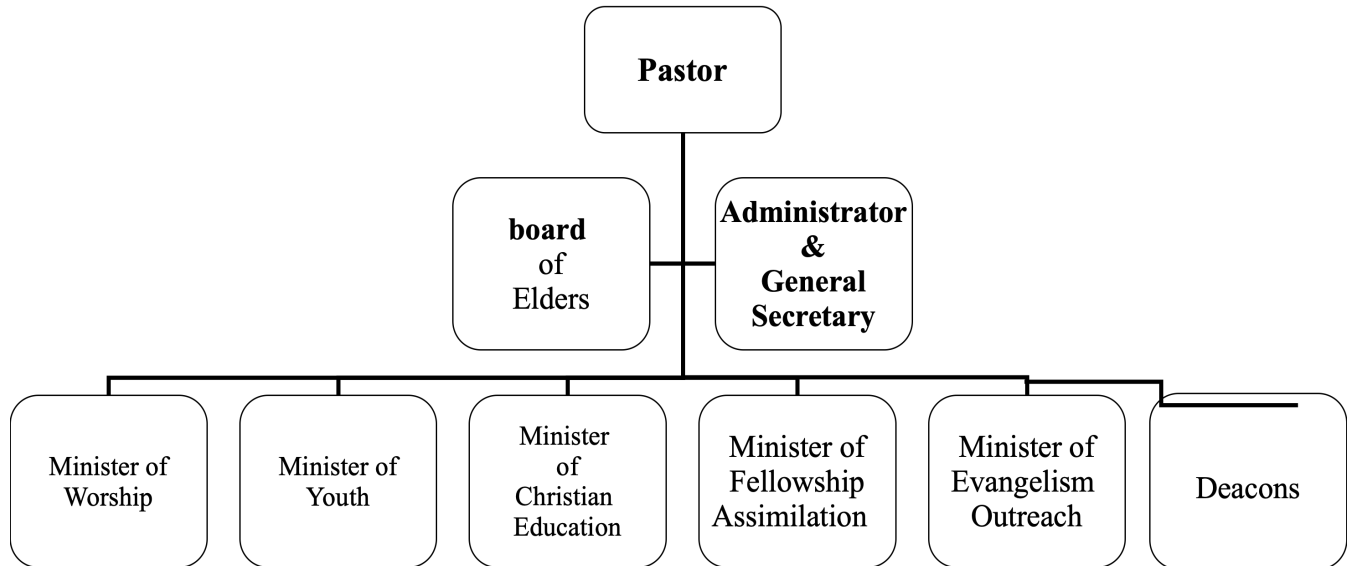 Pastor
board
of
Elders
Administrator
&
General
Secretary
Minister of
Worship
Minister of
Youth
Minister
of
Christian
Education
Minister of
Fellowship
Assimilation
Minister of
Evangelism
Outreach
Deacons